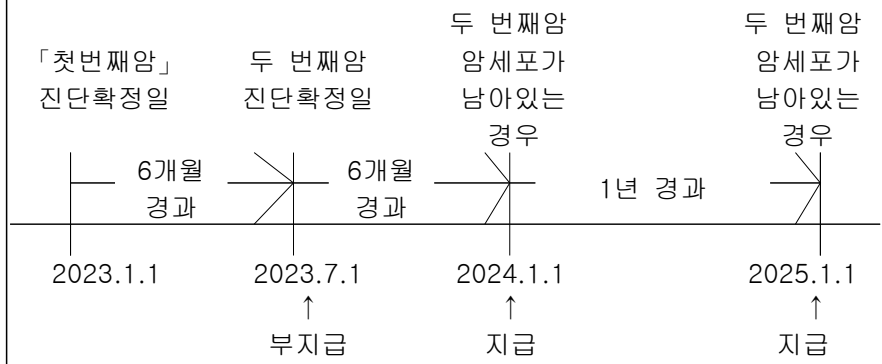 「첫번째암」
진단확정일
두 번째암
진단확정일
두 번째암
암세포가
남아있는
경우
두 번째암
암세포가
남아있는
경우
6개월
경과
6개월
경과
1년 경과
2023.1.1
2023.7.1
2024.1.1
2025.1.1
↑
↑
↑
부지급
지급
지급